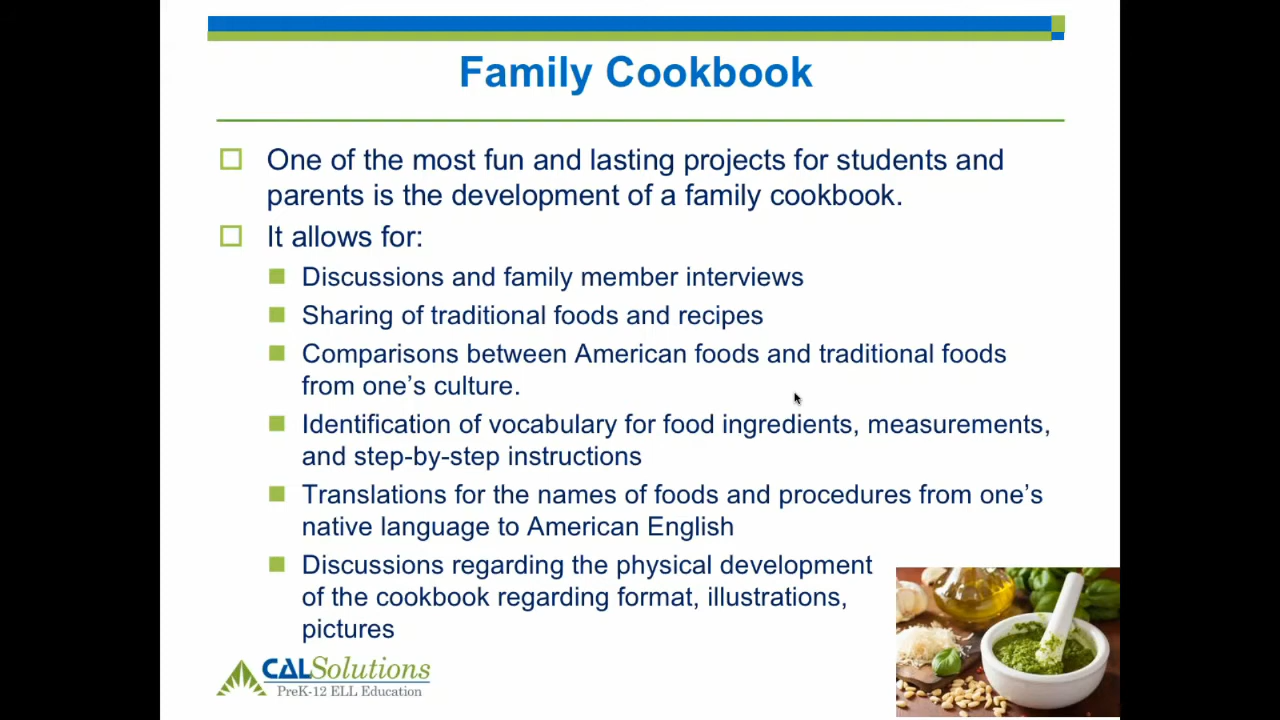 Family Cookbook
One of the most fun and lasting projects for students and
parents is the development of a family cookbook.
It allows for:
Discussions and family member interviews
Sharing of traditional foods and recipes
Comparisons between American foods and traditional foods
from one’s culture.
Identification of vocabulary for food ingredients, measurements,
and step-by-step instructions
Translations for the names of foods and procedures from one’s
native language to American English
Discussions regarding the physical development
of the cookbook regarding format, illustrations,
pictures
CALSolutions
PreK-12 ELL Education